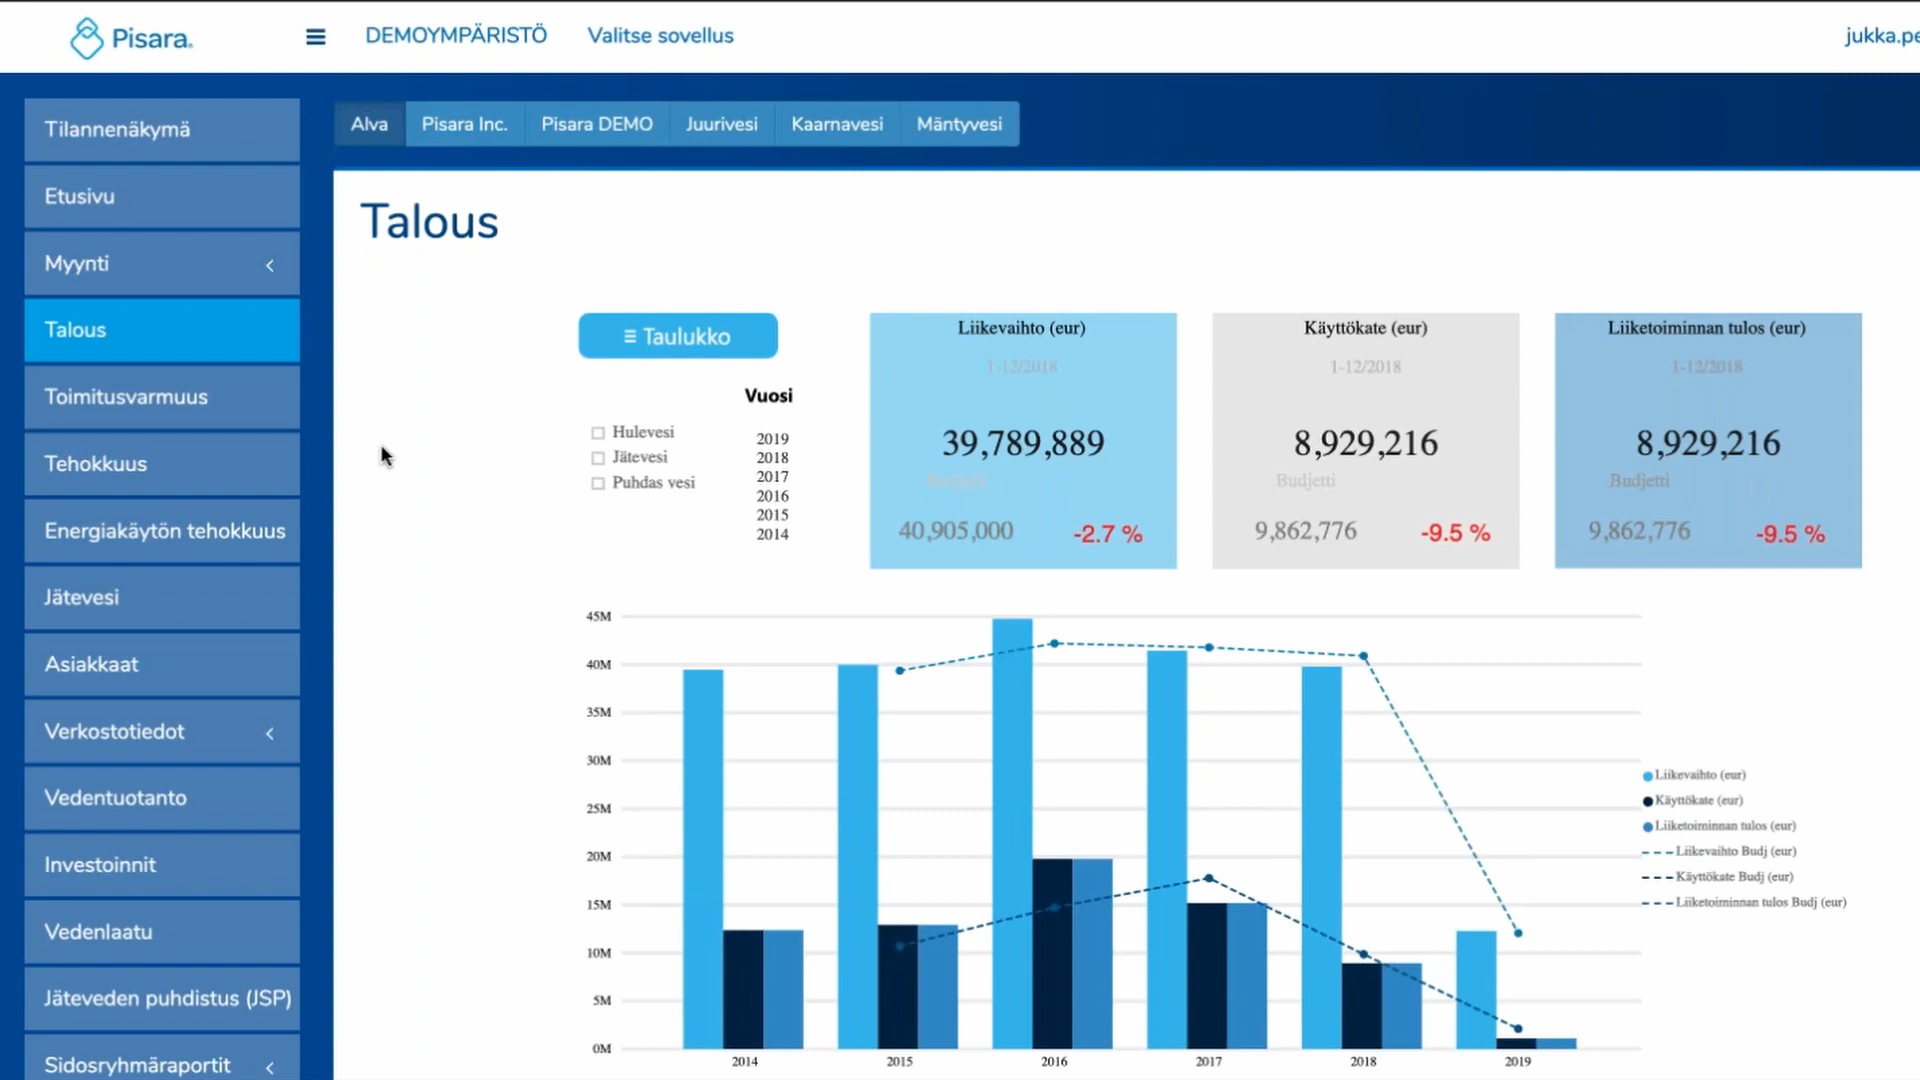 Pisara.
DEMOYMPÄRISTÖ
Valitse sovellus
jukka.pe
Tilannenäkymä
Etusivu
Myynti
Talous
Toimitusvarmuus
Tehokkuus
Energiakäytön tehokkuus
Jätevesi
Asiakkaat
Verkostotiedot
Vedentuotanto
Investoinnit
Vedenlaatu
Jäteveden puhdistus (JSP)
Sidosryhmäraportit
Alva
Pisara Inc.
Pisara DEMO
Juurivesi
Kaarnavesi
Mäntyvesi
Talous
Taulukko
Vuosi
Hulevesi
Jätevesi
Puhdas vesi
2019
2018
2017
2016
2015
2014
Liikevaihto (eur)
1-12/2018
39,789,889
Budjetti
40,905,000 -2.7 %
Käyttökate (eur)
1-12/2018
8,929,216
Budjetti
9,862,776 -9.5 %
Liiketoiminnan tulos (eur)
1-12/2018
8,929,216
Budjetti
9,862,776 -9.5 %
45M
40M
35M
30M
25M
20M
15M
10M
5M
0M
2014 2015 2016 2017 2018 2019
Liikevaihto (eur)
Käyttökate (eur)
Liiketoiminnan tulos (eur)
Liikevaihto Budj (eur)
Käyttökate Budj (eur)
Liiketoiminnan tulos Budj (eur)